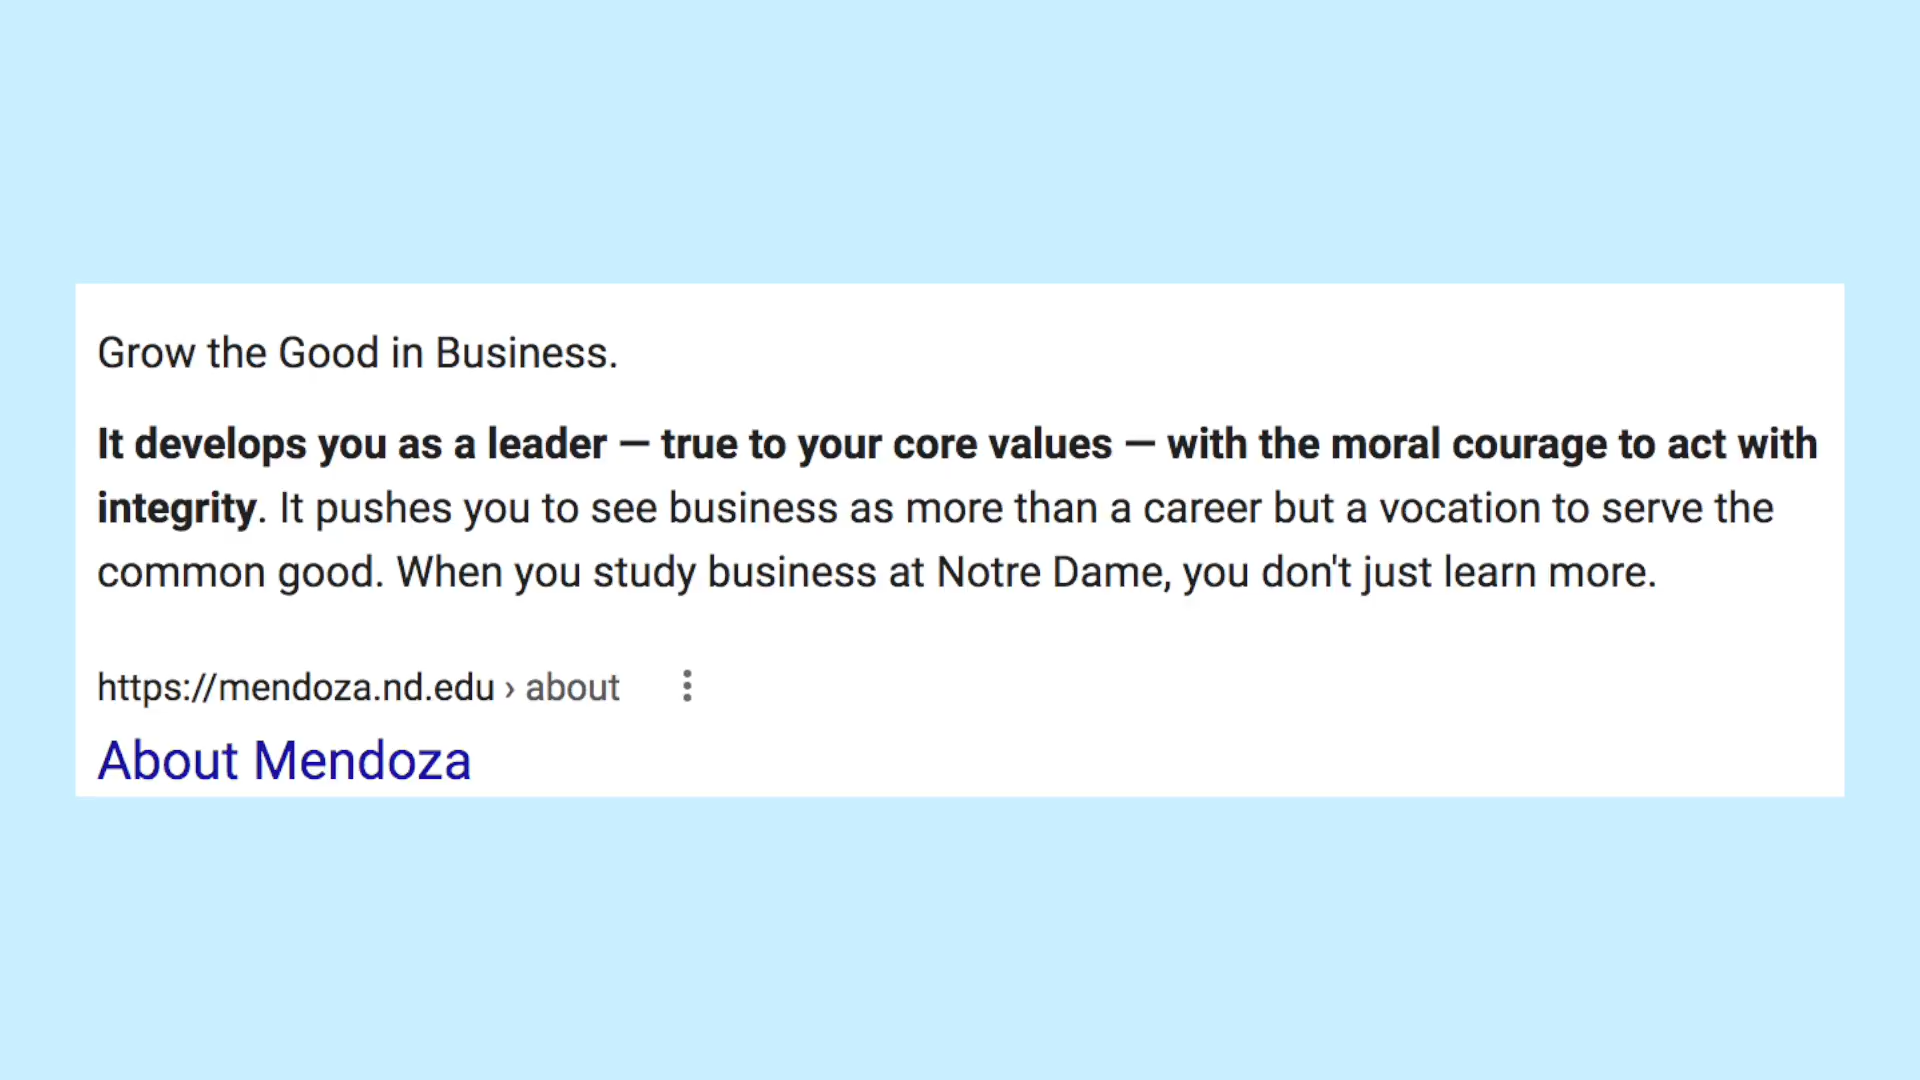 Grow the Good in Business.
It develops you as a leader — true to your core values — with the moral courage to act with
integrity. It pushes you to see business as more than a career but a vocation to serve the
common good. When you study business at Notre Dame, you don't just learn more.
https://mendoza.nd.edu › about
About Mendoza